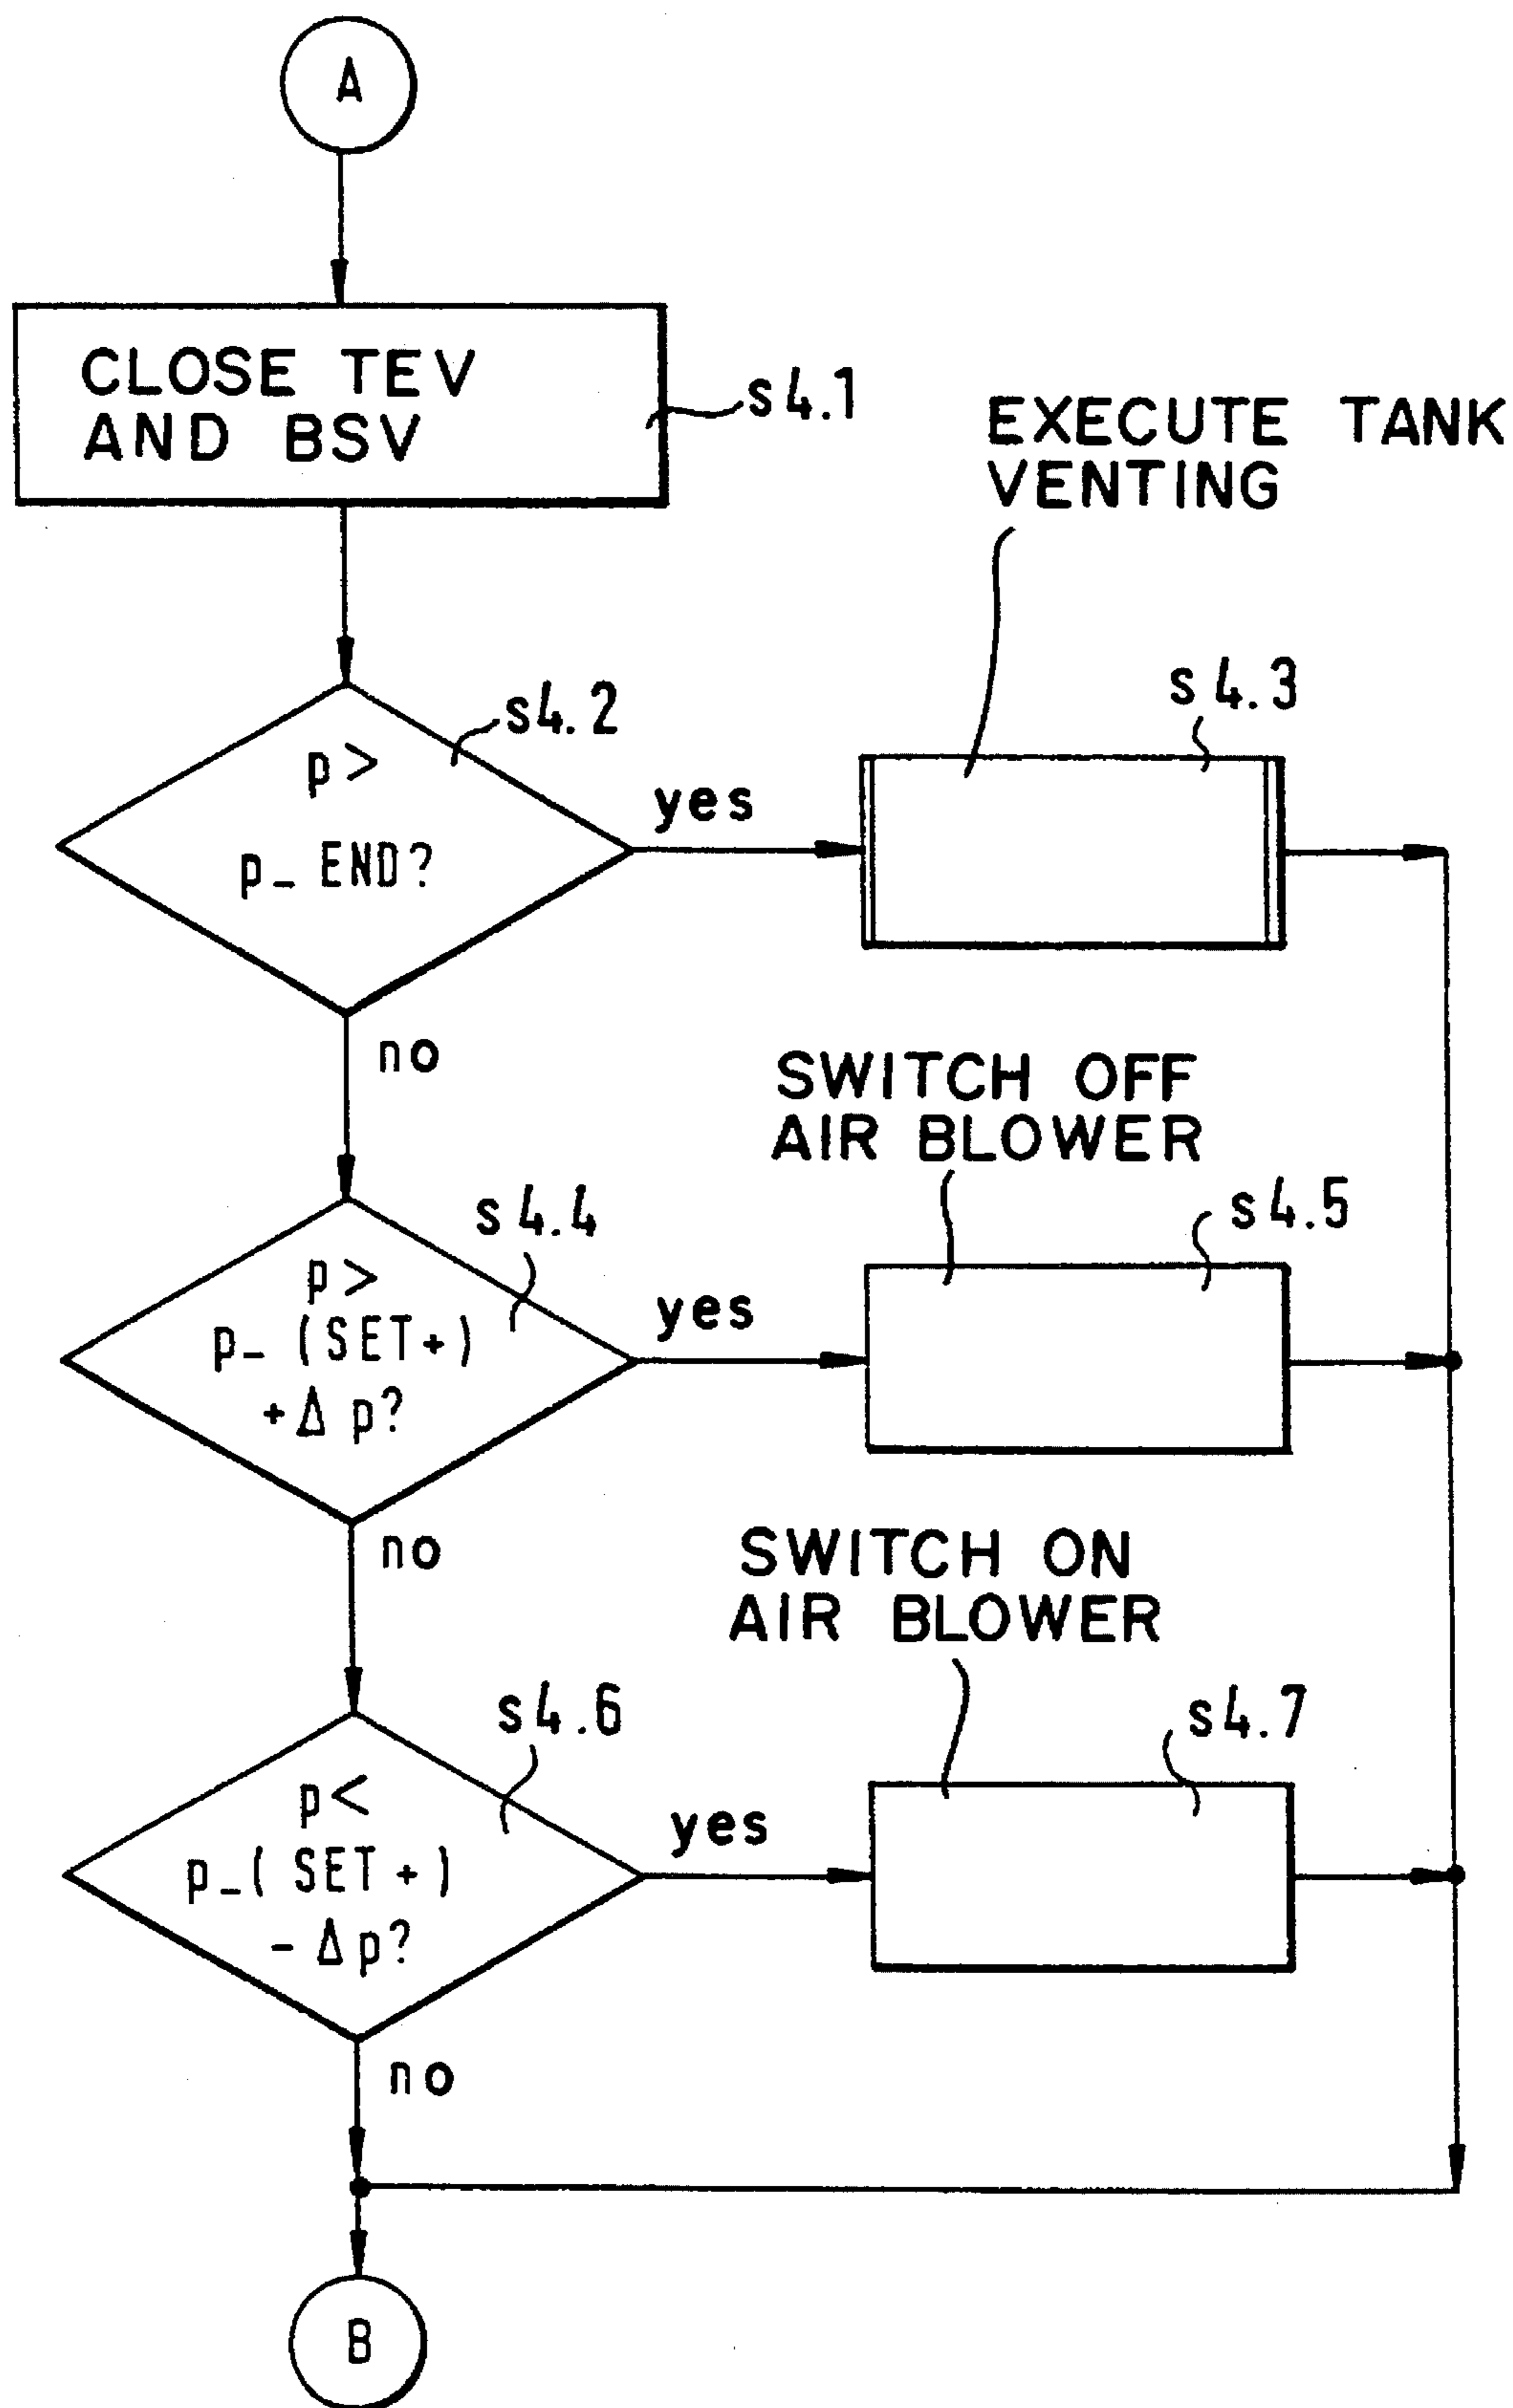 A
CLOSE TEV
AND BSV
s4.1
EXECUTE TANK
VENTING
s4.2
s4.3
p >
p_ END?
yes
no
SWITCH OFF
AIR BLOWER
s4.4
s4.5
p >
p_ (SET+)
+Δ p?
yes
no
SWITCH ON
AIR BLOWER
s4.6
s4.7
p<
p_( SET +)
- Δp?
yes
no
B